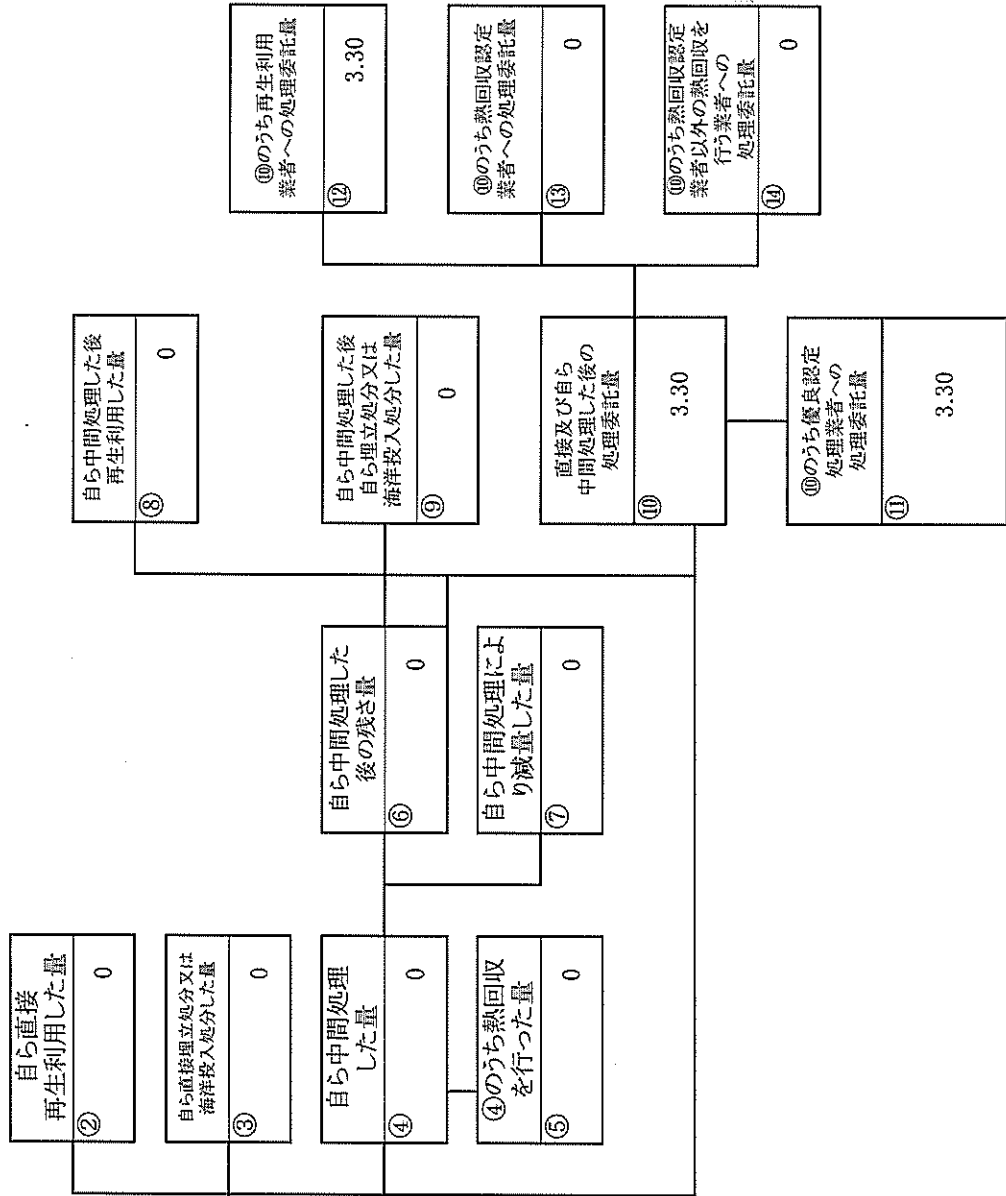 自ら直接
再生利用した量
②
0
自ら直接埋立処分又は
海洋投入処分した量
③
0
自ら中間処理
した量
④
0
④のうち熱回収
を行った量
⑤
0
自ら中間処理した
後の残さ量
⑥
0
自ら中間処理によ
り減量した量
⑦
0
自ら中間処理した後
再生利用した量
⑧
0
自ら中間処理した後
自ら埋立処分又は
海洋投入処分した量
⑨
0
直接及び自ら
中間処理した後の
処理委託量
⑩
3.30
⑩のうち優良認定
処理業者への
処理委託量
⑪
3.30
⑩のうち再生利用
業者への処理委託量
⑫
3.30
⑩のうち熱回収認定
業者への処理委託量
⑬
0
⑩のうち熱回収認定
業者以外の熱回収を
行う業者への
処理委託量
⑭
0